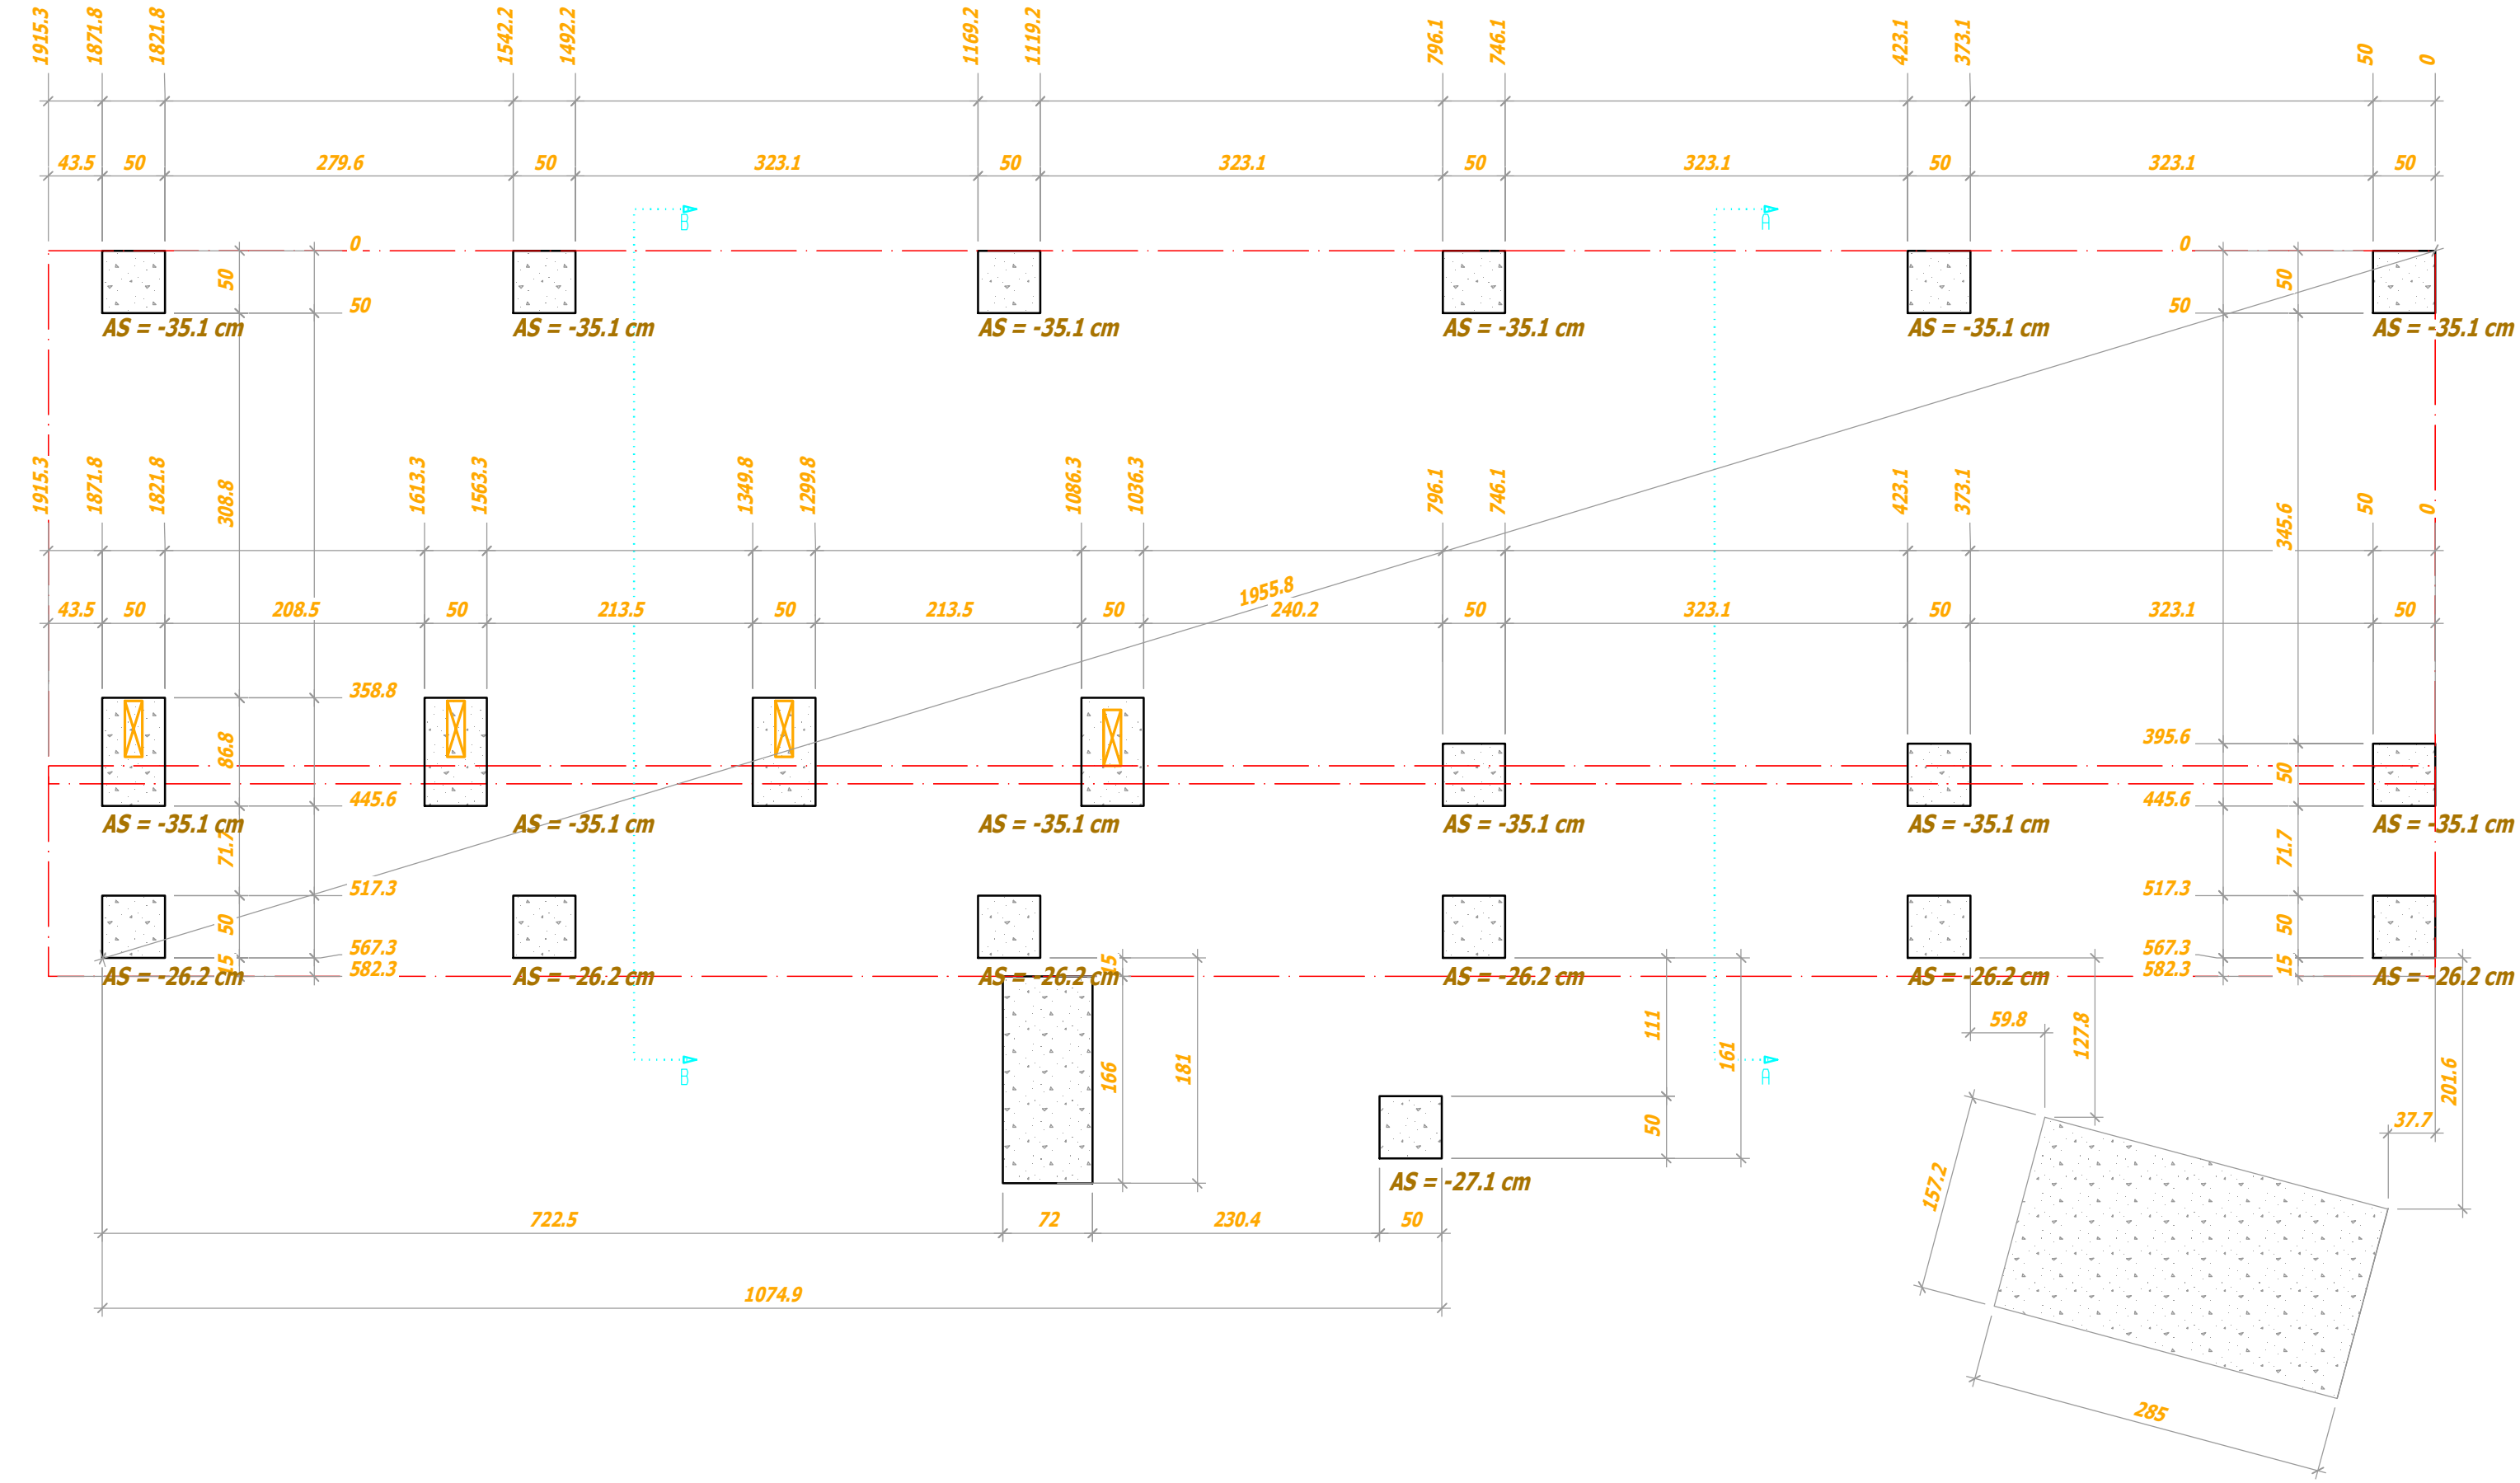 1915.3 1871.8 1821.8 1542.2 1492.2 1169.2 1119.2 796.1 746.1 423.1 373.1 50 0
43.5 50 279.6 50 323.1 50 323.1 50 323.1 50 323.1 50
B A
0 0
50 50
50 50
AS = -35.1 cm AS = -35.1 cm AS = -35.1 cm AS = -35.1 cm AS = -35.1 cm AS = -35.1 cm
1915.3 1871.8 1821.8 1613.3 1563.3 1349.8 1299.8 1086.3 1036.3 796.1 746.1 423.1 373.1 50 0
308.8 345.6
1955.8
43.5 50 208.5 50 213.5 50 213.5 50 240.2 50 323.1 50 323.1 50
358.8
86.8 395.6
50
445.6 445.6
AS = -35.1 cm AS = -35.1 cm AS = -35.1 cm AS = -35.1 cm AS = -35.1 cm AS = -35.1 cm
71.7 71.7
517.3 517.3
50 50
567.3 567.3
15 15 15
582.3 582.3
AS = -26.2 cm AS = -26.2 cm AS = -26.2 cm AS = -26.2 cm AS = -26.2 cm AS = -26.2 cm
111 59.8 127.8
166 181 161 201.6
B A
50 37.7
AS = -27.1 cm
157.2
722.5 72 230.4 50
1074.9
285